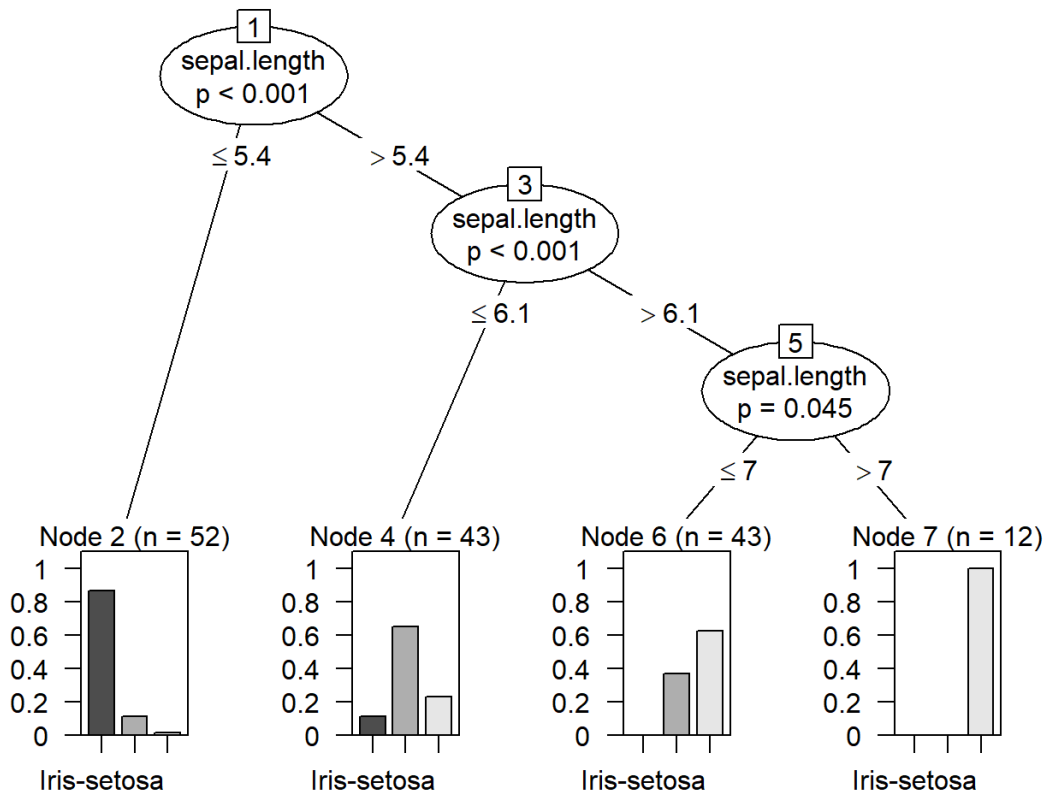 1
sepal.length
p < 0.001
≤ 5.4
> 5.4
3
sepal.length
p < 0.001
≤ 6.1
> 6.1
5
sepal.length
p = 0.045
≤ 7
> 7
Node 2 (n = 52)
1
0.8
0.6
0.4
0.2
0
Iris-setosa
Node 4 (n = 43)
1
0.8
0.6
0.4
0.2
0
Iris-setosa
Node 6 (n = 43)
1
0.8
0.6
0.4
0.2
0
Iris-setosa
Node 7 (n = 12)
1
0.8
0.6
0.4
0.2
0
Iris-setosa